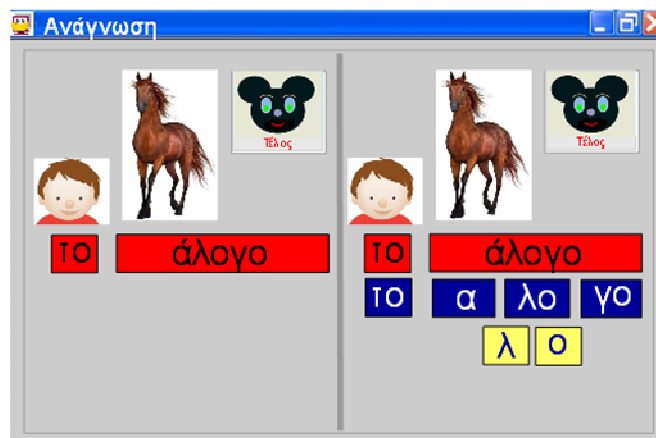 Ανάγνωση
Τέλος
το άλογο
Τέλος
το άλογο
το α λο γο
λ ο